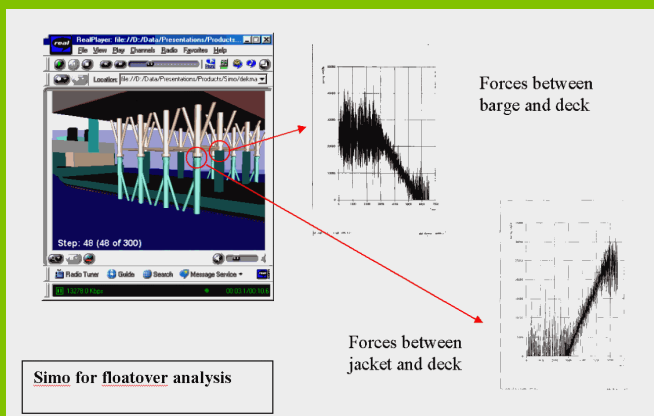 real
RealPlayer: file://D:/Data/Presentations/Products/
File View Play Channels Radio Favorites Help
Location: file://D:/Data/Presentations/Products/Simo/dekma
Step: 48 (48 of 300)
Radio Tuner Guide Search Message Service
Forces between
barge and deck
Forces between
jacket and deck
Simo for floatover analysis